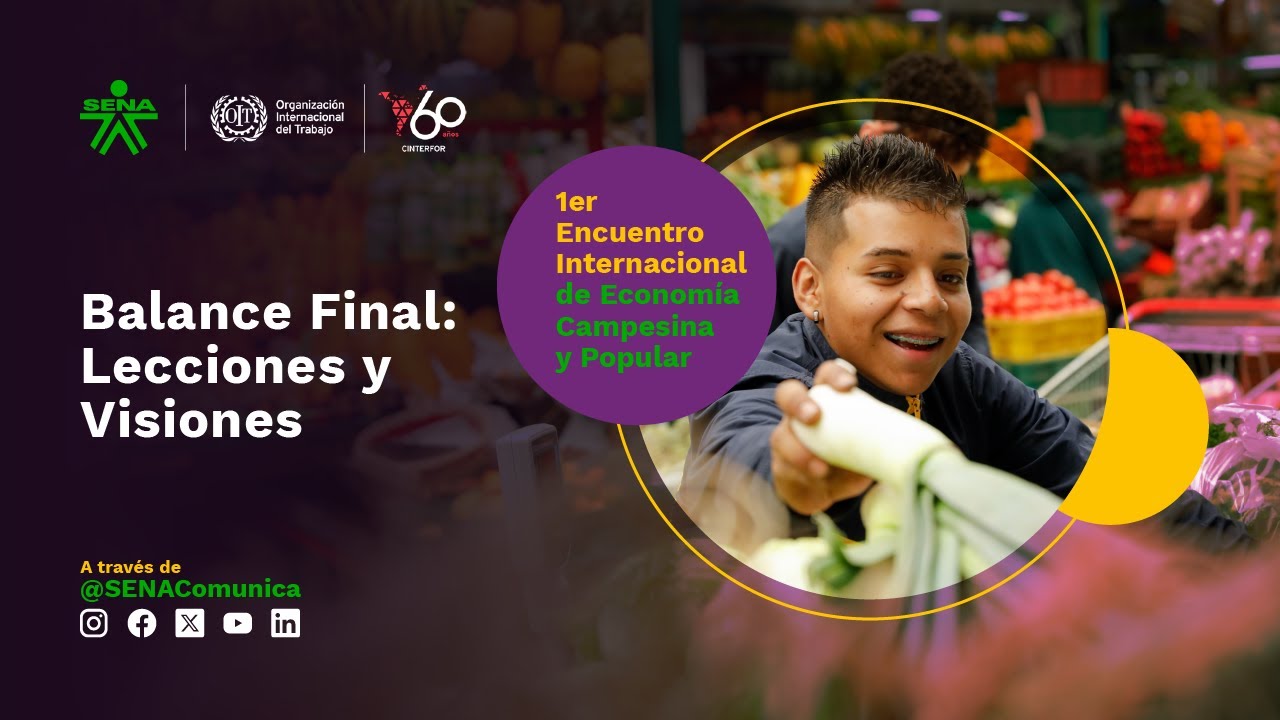 SENA
OIT
Organización
Internacional
del Trabajo
60
años
CINTERFOR
1er
Encuentro
Internacional
de Economía
Campesina
y Popular
Balance Final:
Lecciones y
Visiones
A través de
@SENAComunica